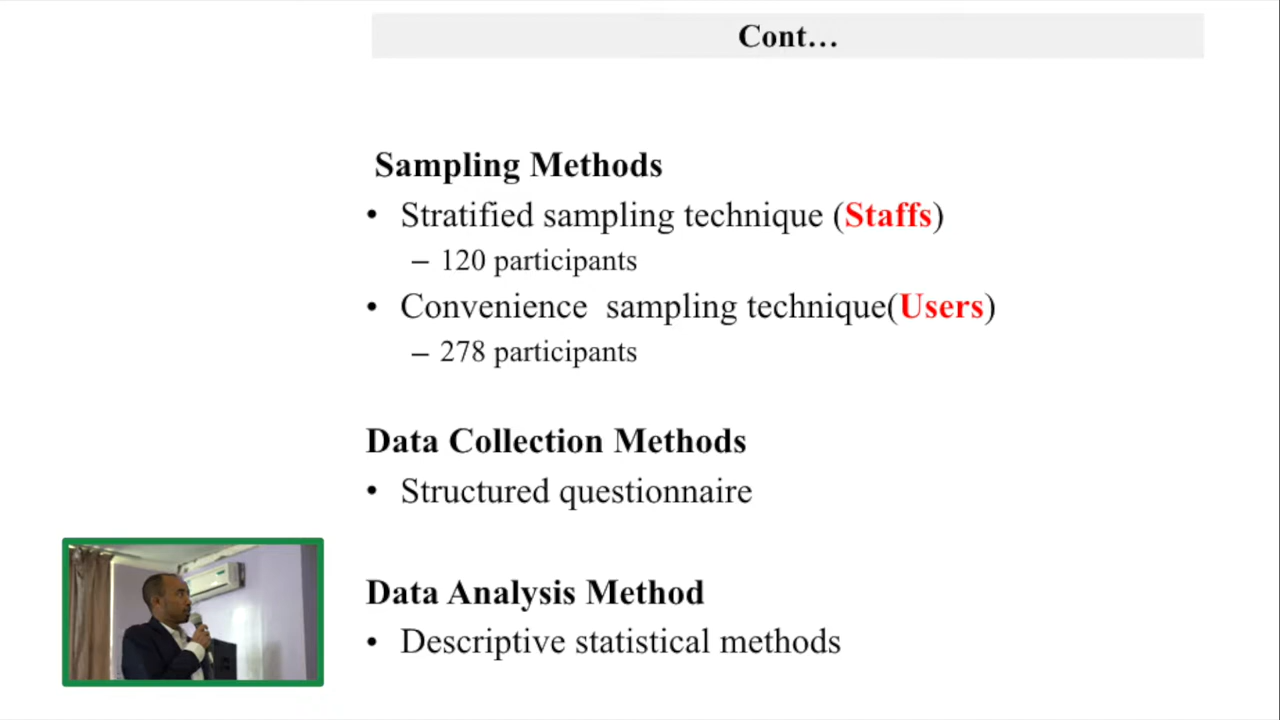 Cont…
Sampling Methods
• Stratified sampling technique (Staffs)
– 120 participants
• Convenience  sampling technique(Users)
– 278 participants
Data Collection Methods
• Structured questionnaire
Data Analysis Method
• Descriptive statistical methods